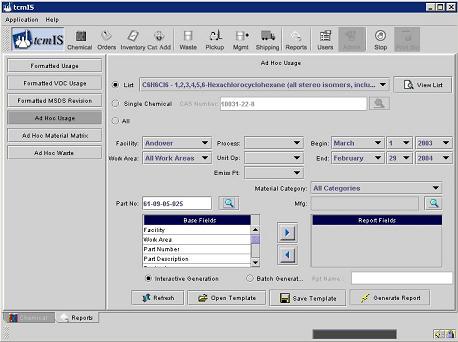 tcmIS
Application Help
tcmIS Chemical Orders Inventory Cat Add Waste Pickup Mgmt Shipping Reports Users Stop
Formatted Usage
Formatted VOC Usage
Formatted MSDS Revision
Ad Hoc Usage
Ad Hoc Material Matrix
Ad Hoc Waste
Ad Hoc Usage
List C6H6Cl6 - 1,2,3,4,5,6-Hexachlorocyclohexane (all stereo isomers, inclu... View List
Single Chemical CAS Number: 10031-22-8
All
Facility: Andover Process: Begin: March 1 2003
Work Area: All Work Areas Unit Op: End: February 29 2004
Emiss Pt:
Material Category: All Categories
Part No: 61-09-05-025 Mfg:
Base Fields
Facility
Work Area
Part Number
Part Description
Report Fields
Interactive Generation Batch Generat... Rpt Name:
Refresh Open Template Save Template Generate Report
Chemical Reports